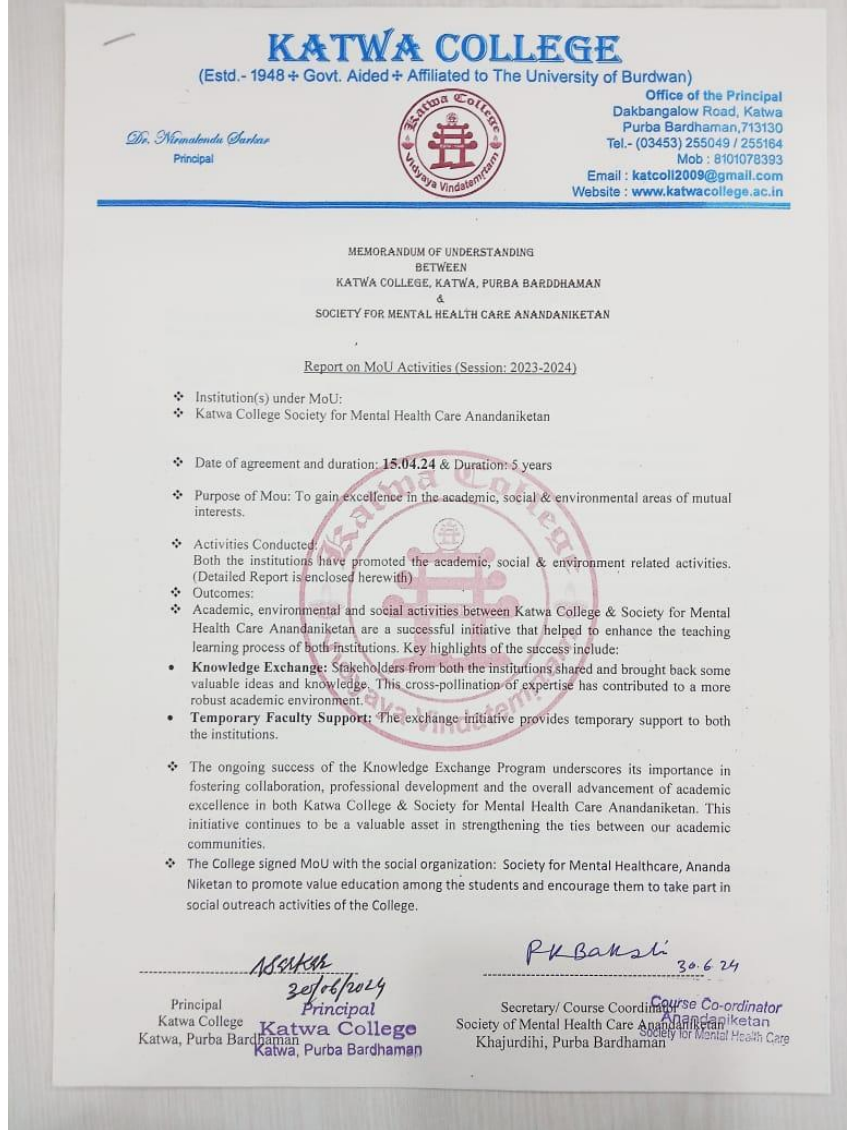 KATWA COLLEGE
(Estd.- 1948 + Govt. Aided + Affiliated to The University of Burdwan)
Dr. Nirmalendu Sarkar
Principal
Katwa College
Vidyaya Vindatemrtam
Office of the Principal
Dakbangalow Road, Katwa
Purba Bardhaman,713130
Tel.- (03453) 255049 / 255164
Mob : 8101078393
Email : katcoll2009@gmail.com
Website : www.katwacollege.ac.in
MEMORANDUM OF UNDERSTANDING
BETWEEN
KATWA COLLEGE, KATWA, PURBA BARDDHAMAN
&
SOCIETY FOR MENTAL HEALTH CARE ANANDANIKETAN
Report on MoU Activities (Session: 2023-2024)
❖ Institution(s) under MoU:
❖ Katwa College Society for Mental Health Care Anandaniketan
❖ Date of agreement and duration: 15.04.24 & Duration: 5 years
❖ Purpose of Mou: To gain excellence in the academic, social & environmental areas of mutual
interests.
❖ Activities Conducted:
Both the institutions have promoted the academic, social & environment related activities.
(Detailed Report is enclosed herewith)
❖ Outcomes:
❖ Academic, environmental and social activities between Katwa College & Society for Mental
Health Care Anandaniketan are a successful initiative that helped to enhance the teaching
learning process of both institutions. Key highlights of the success include:
• Knowledge Exchange: Stakeholders from both the institutions shared and brought back some
valuable ideas and knowledge. This cross-pollination of expertise has contributed to a more
robust academic environment.
• Temporary Faculty Support: The exchange initiative provides temporary support to both
the institutions.
Katwa College
Vidyaya Vindatemrtam
❖ The ongoing success of the Knowledge Exchange Program underscores its importance in
fostering collaboration, professional development and the overall advancement of academic
excellence in both Katwa College & Society for Mental Health Care Anandaniketan. This
initiative continues to be a valuable asset in strengthening the ties between our academic
communities.
❖ The College signed MoU with the social organization: Society for Mental Healthcare, Ananda
Niketan to promote value education among the students and encourage them to take part in
social outreach activities of the College.
NSarkar
30/06/2024
Principal
Katwa College
Katwa, Purba Bardhaman
Principal
Katwa College
Katwa, Purba Bardhaman
PKBakshi
30.6.24
Secretary/ Course Coordinator
Society of Mental Health Care Anandaniketan
Khajurdihi, Purba Bardhaman
Course Co-ordinator
Anandaniketan
Society for Mental Health Care